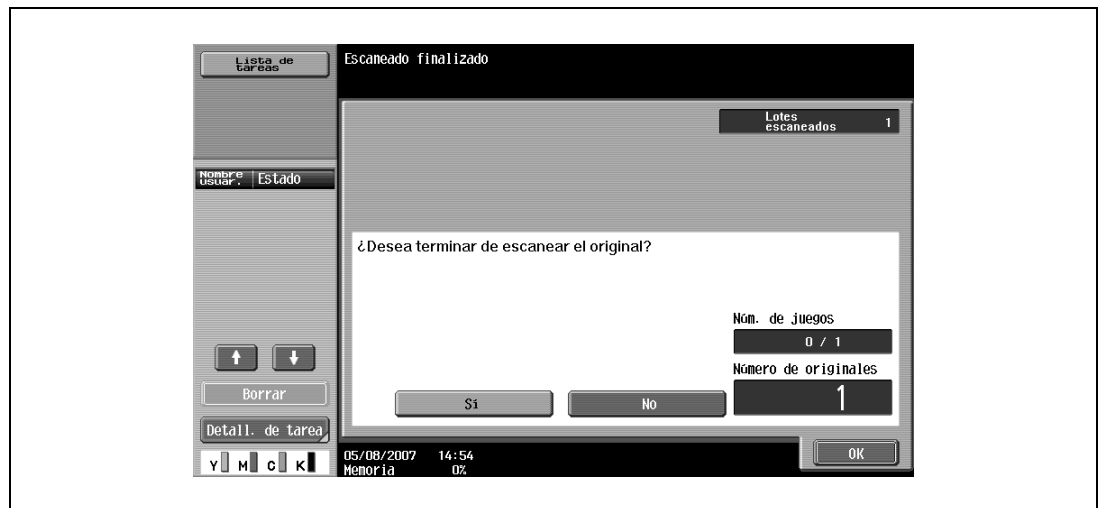 Lista de
tareas
Escaneado finalizado
Lotes
escaneados 1
Nombre
usuar. Estado
¿Desea terminar de escanear el original?
Núm. de juegos
0 / 1
Número de originales
1
Borrar
Sí No
Detall. de tarea
OK
Y M C K
05/08/2007 14:54
Memoria 0%